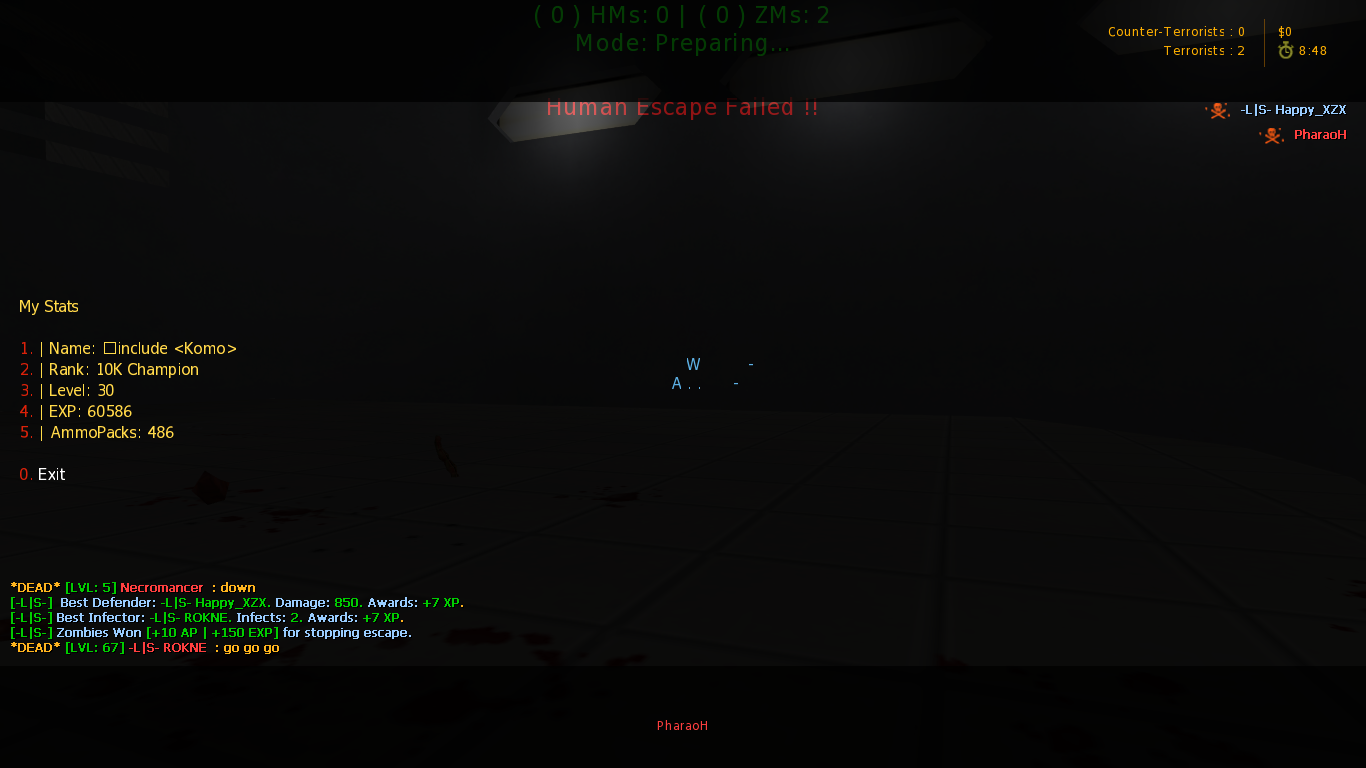 ( 0 ) HMs: 0 | ( 0 ) ZMs: 2
Mode: Preparing...
Counter-Terrorists : 0
$0
Terrorists : 2
8:48
Human Escape Failed !!
-L|S- Happy_XZX
PharaoH
My Stats
1. | Name: □include <Komo>
2. | Rank: 10K Champion
3. | Level: 30
4. | EXP: 60586
5. | AmmoPacks: 486
0. Exit
W -
A . . -
*DEAD* [LVL: 5] Necromancer : down
[-L|S-] Best Defender: -L|S- Happy_XZX. Damage: 850. Awards: +7 XP.
[-L|S-] Best Infector: -L|S- ROKNE. Infects: 2. Awards: +7 XP.
[-L|S-] Zombies Won [+10 AP | +150 EXP] for stopping escape.
*DEAD* [LVL: 67] -L|S- ROKNE : go go go
PharaoH